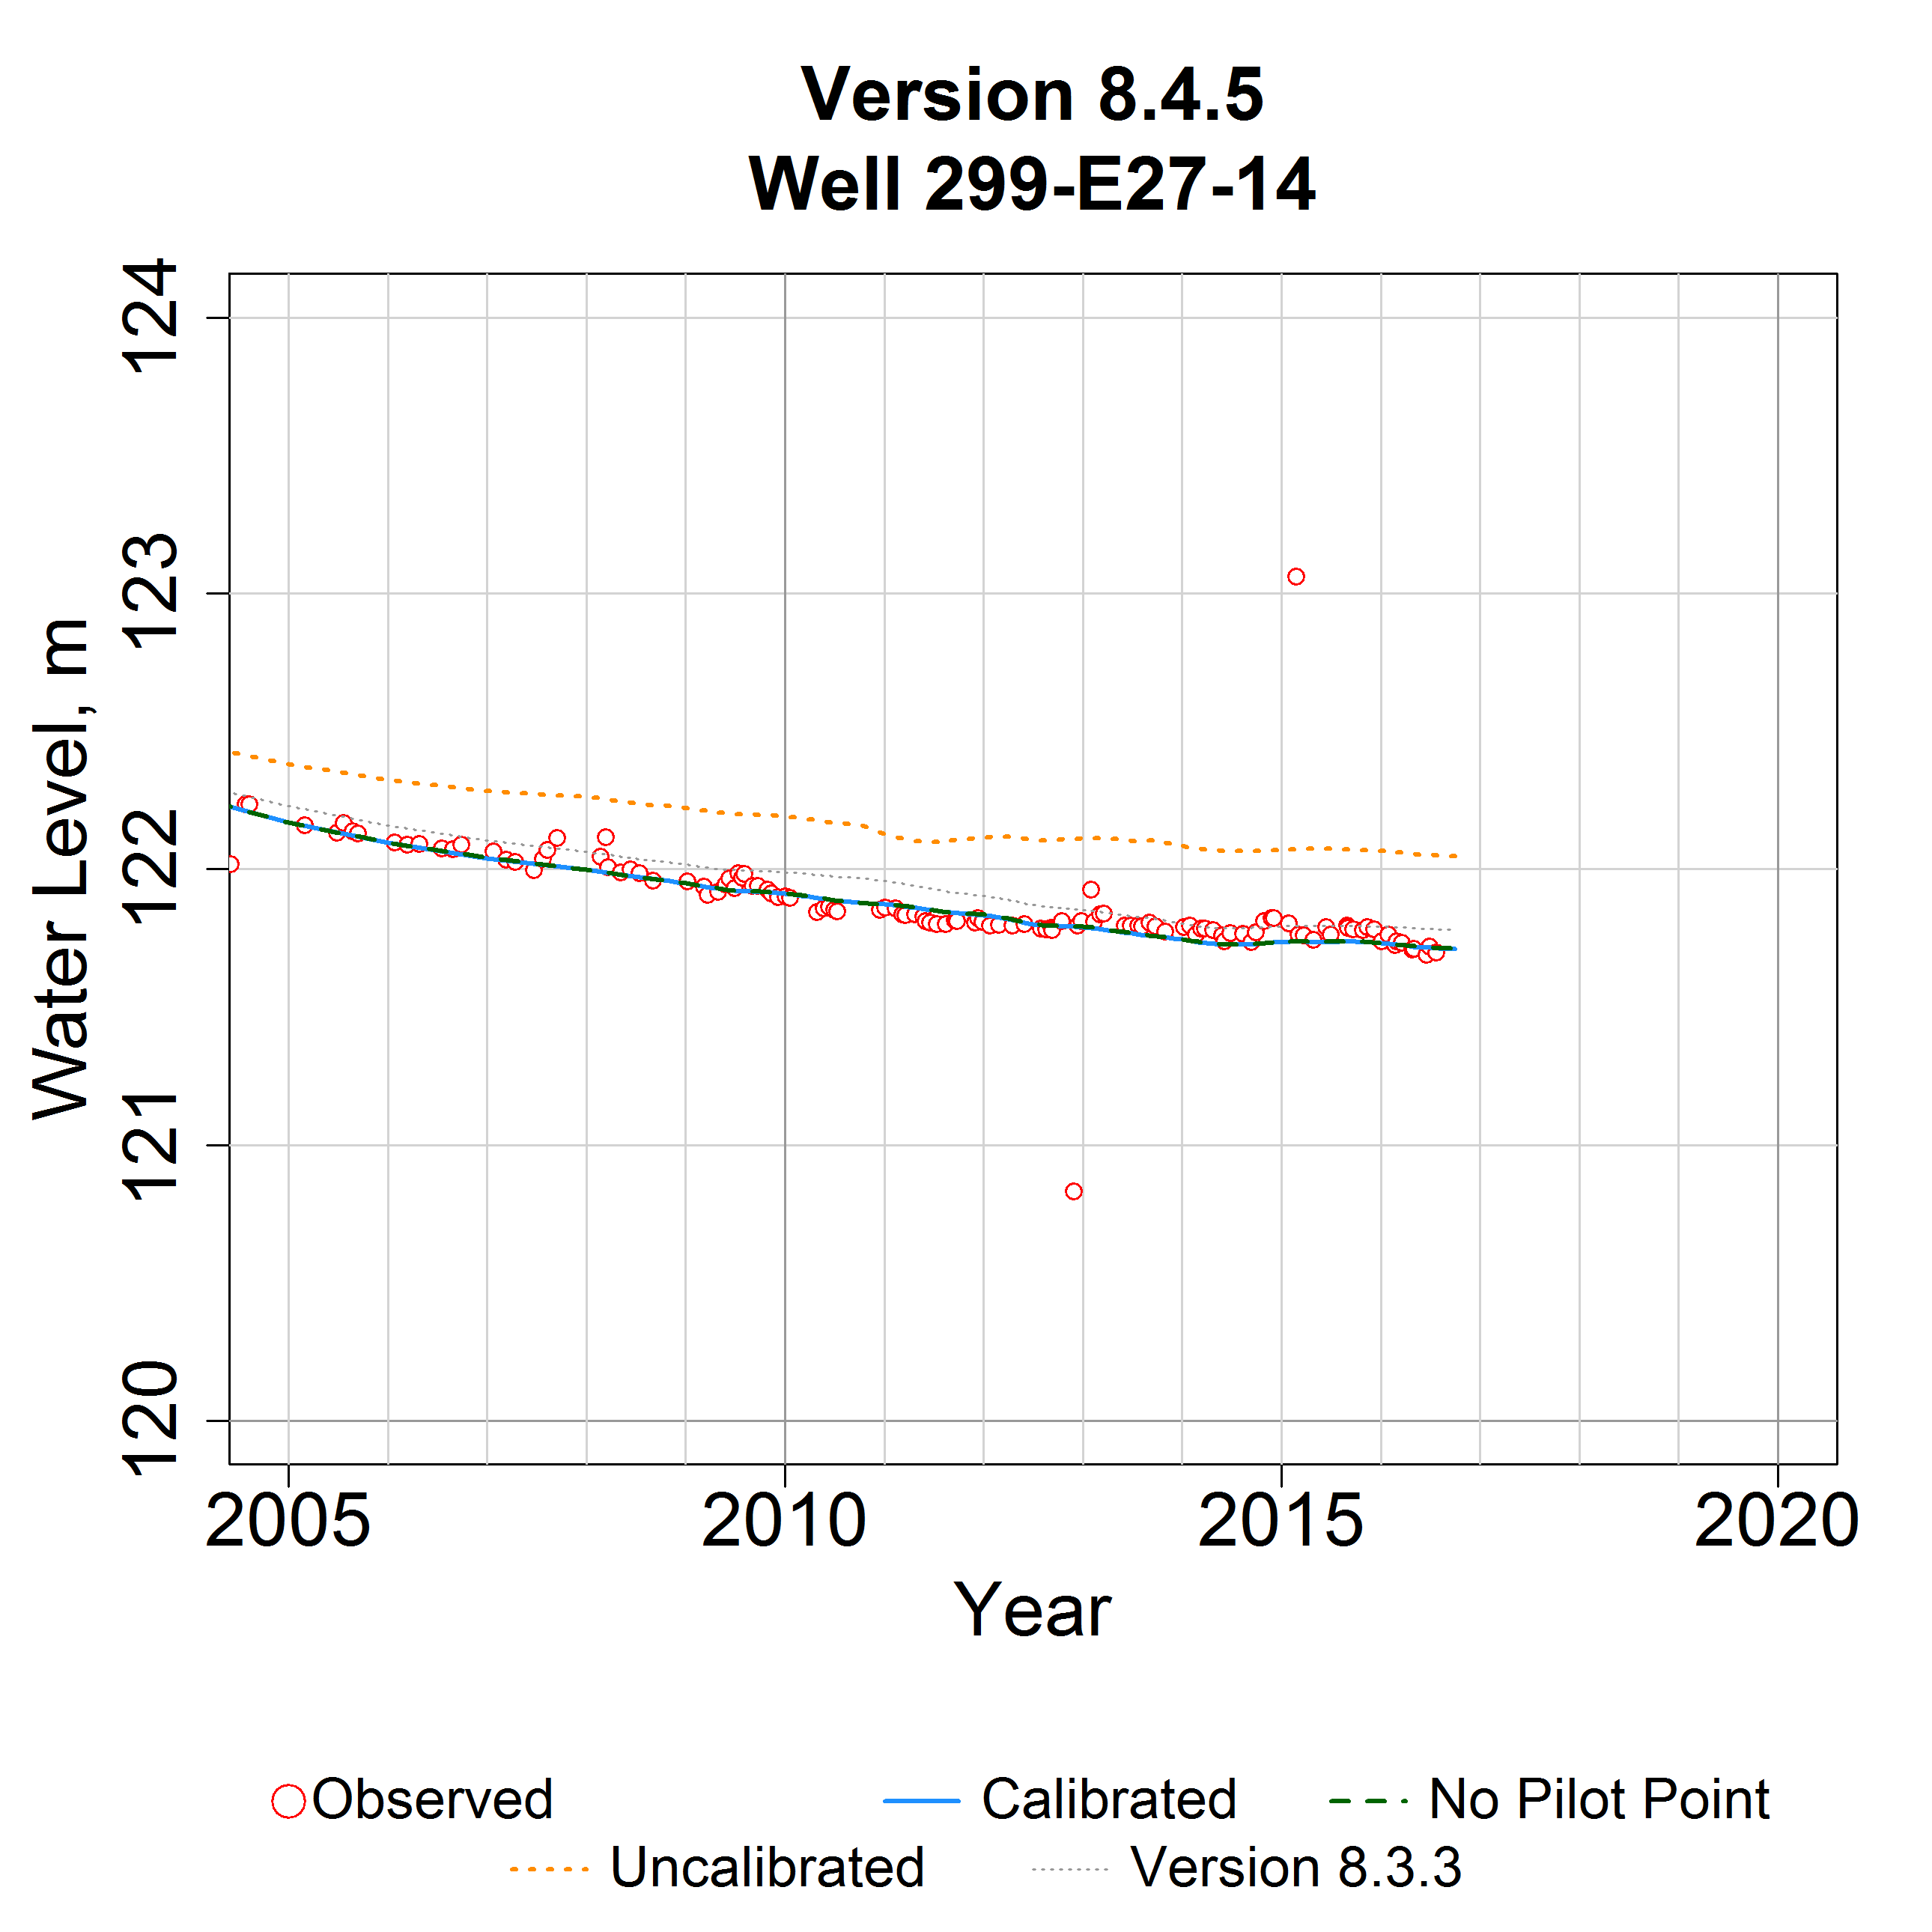 Version 8.4.5
Well 299-E27-14
124
123
122
121
120
Water Level, m
2005 2010 2015 2020
Year
Observed Calibrated No Pilot Point
Uncalibrated Version 8.3.3